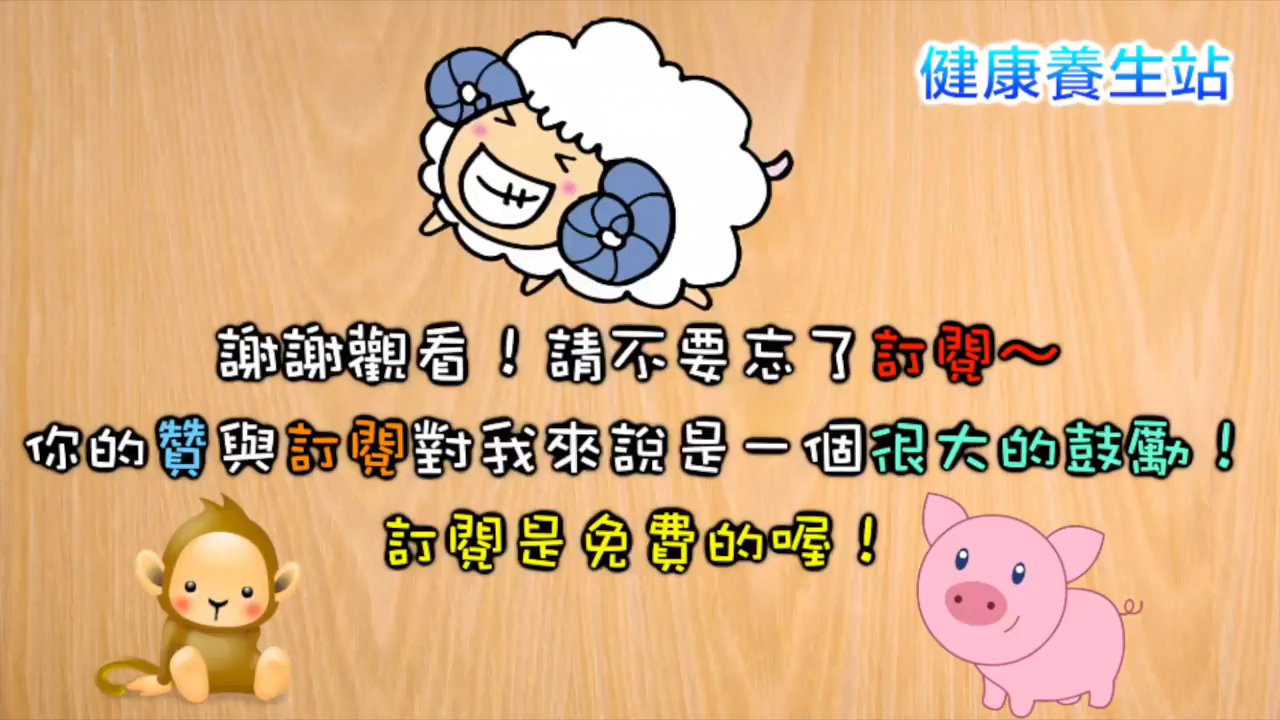 健康養生站
謝謝觀看！請不要忘了訂閱～
你的贊與訂閱對我來說是一個很大的鼓勵！
訂閱是免費的喔！